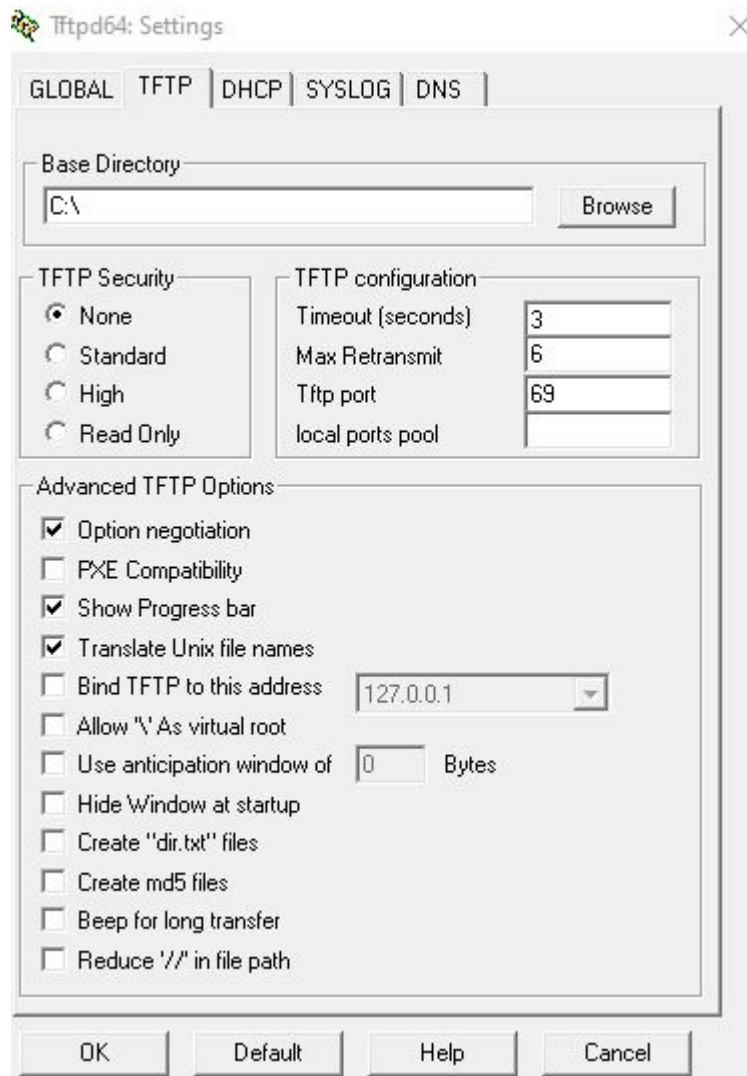 Tftpd64: Settings
GLOBAL TFTP DHCP SYSLOG DNS
Base Directory
C:\ Browse
TFTP Security
None
Standard
High
Read Only
TFTP configuration
Timeout (seconds) 3
Max Retransmit 6
Tftp port 69
local ports pool
Advanced TFTP Options
Option negotiation
PXE Compatibility
Show Progress bar
Translate Unix file names
Bind TFTP to this address 127.0.0.1
Allow '\' As virtual root
Use anticipation window of 0 Bytes
Hide Window at startup
Create "dir.txt" files
Create md5 files
Beep for long transfer
Reduce '//' in file path
OK Default Help Cancel